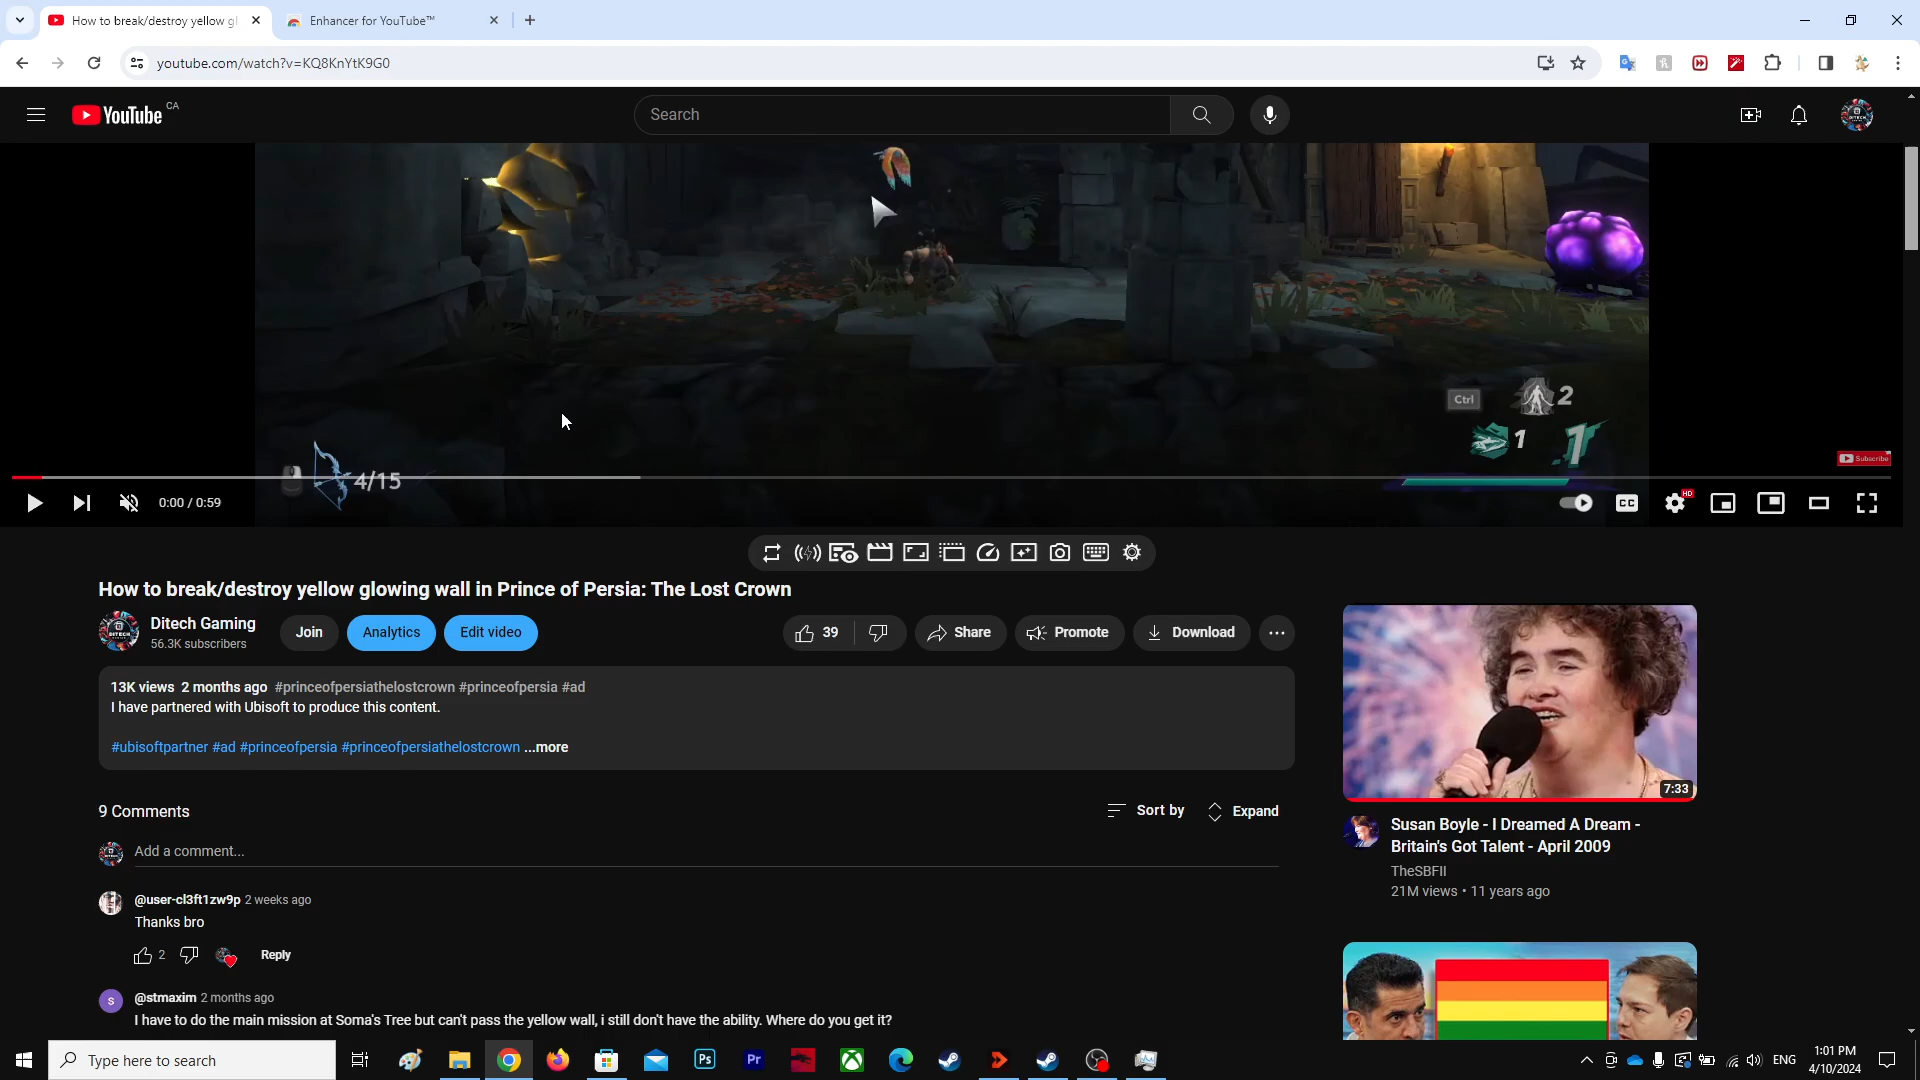 How to break/destroy yellow gl
Enhancer for YouTube™
youtube.com/watch?v=KQ8KnYtK9G0
YouTube CA
Search
Ctrl
2
1
4/15
Subscribe
0:00 / 0:59
CC
HD
How to break/destroy yellow glowing wall in Prince of Persia: The Lost Crown
Ditech Gaming
56.3K subscribers
Join
Analytics
Edit video
39
Share
Promote
Download
13K views 2 months ago #princeofpersiathelostcrown #princeofpersia #ad
I have partnered with Ubisoft to produce this content.
#ubisoftpartner #ad #princeofpersia #princeofpersiathelostcrown ...more
9 Comments
Sort by
Expand
Add a comment...
@user-cl3ft1zw9p 2 weeks ago
Thanks bro
2
Reply
S
@stmaxim 2 months ago
I have to do the main mission at Soma's Tree but can't pass the yellow wall, i still don't have the ability. Where do you get it?
7:33
Susan Boyle - I Dreamed A Dream -
Britain's Got Talent - April 2009
TheSBFII
21M views • 11 years ago
Type here to search
Ps
Pr
ENG
1:01 PM
4/10/2024